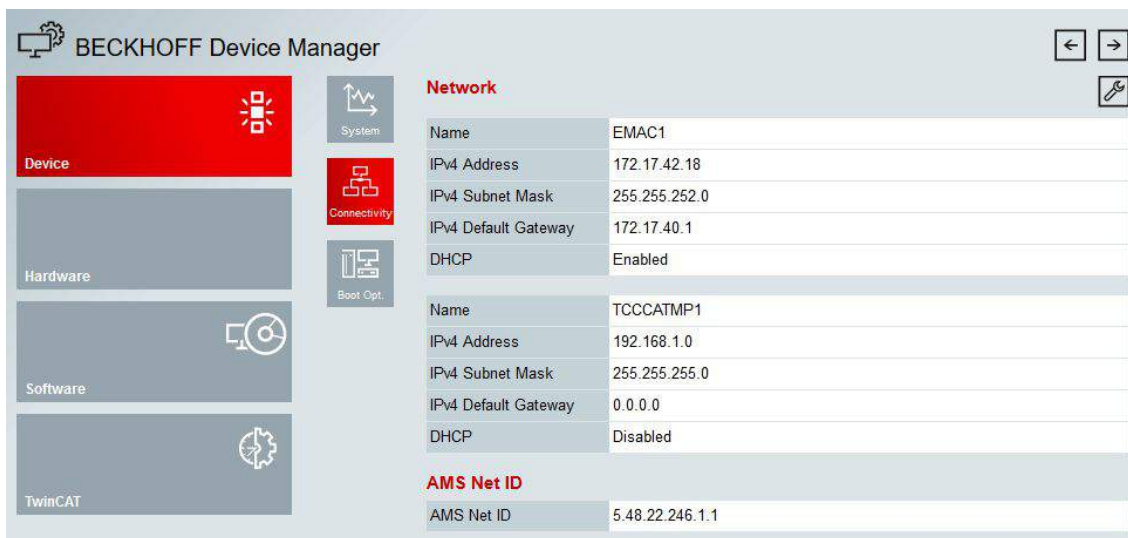 BECKHOFF Device Manager
Device
Hardware
Software
TwinCAT
System
Connectivity
Boot Opt.
Network
Name EMAC1
IPv4 Address 172.17.42.18
IPv4 Subnet Mask 255.255.252.0
IPv4 Default Gateway 172.17.40.1
DHCP Enabled
Name TCCCATMP1
IPv4 Address 192.168.1.0
IPv4 Subnet Mask 255.255.255.0
IPv4 Default Gateway 0.0.0.0
DHCP Disabled
AMS Net ID
AMS Net ID 5.48.22.246.1.1